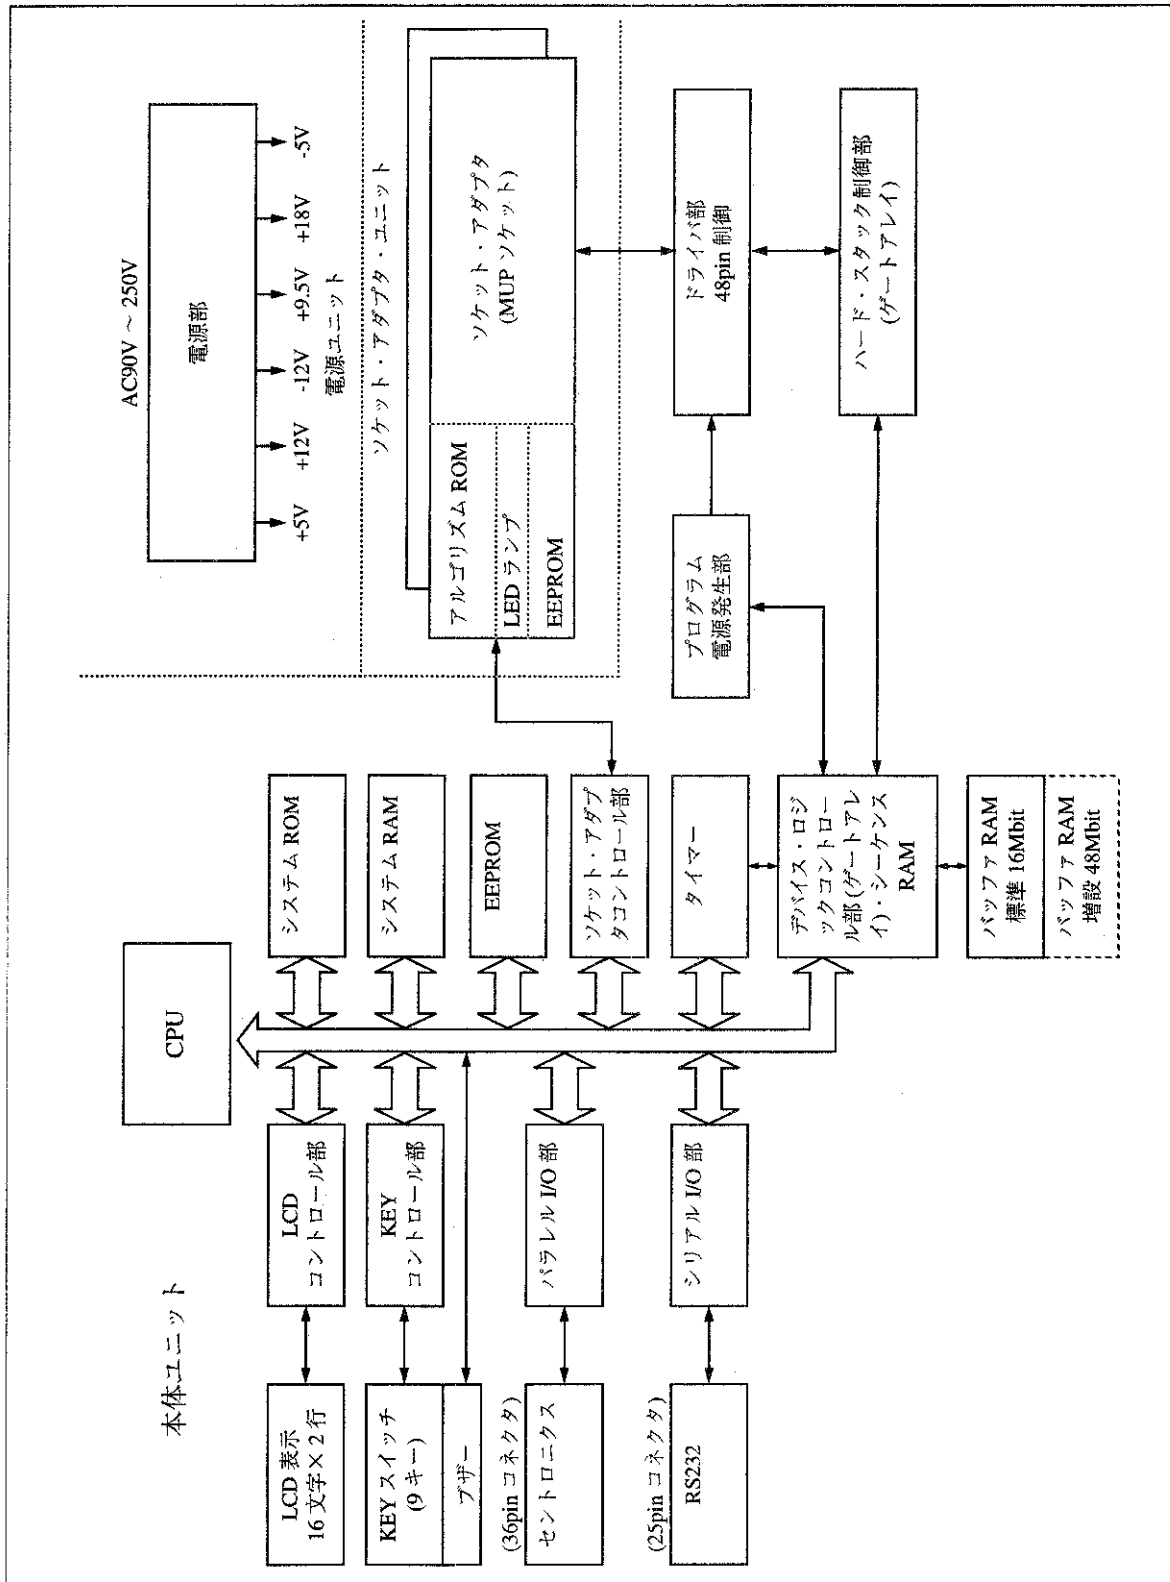 本体ユニット
LCD 表示
16 文字×2 行
KEY スイッチ
(9 キー)
ブザー
(36pin コネクタ)
セントロニクス
(25pin コネクタ)
RS232
LCD
コントロール部
KEY
コントロール部
パラレル I/O 部
シリアル I/O 部
CPU
システム ROM
システム RAM
EEPROM
ソケット・アダプ
タコントロール部
タイマー
デバイス・ロジ
ックコントロー
ル部 (ゲートアレ
イ)・シーケンス
RAM
バッファ RAM
標準 16Mbit
バッファ RAM
増設 48Mbit
AC90V ～ 250V
電源部
+5V
+12V
-12V
+9.5V
+18V
-5V
電源ユニット
ソケット・アダプタ・ユニット
アルゴリズム ROM
LED ランプ
EEPROM
ソケット・アダプタ
(MUP ソケット)
プログラム
電源発生部
ドライバ部
48pin 制御
ハード・スタック制御部
(ゲートアレイ)